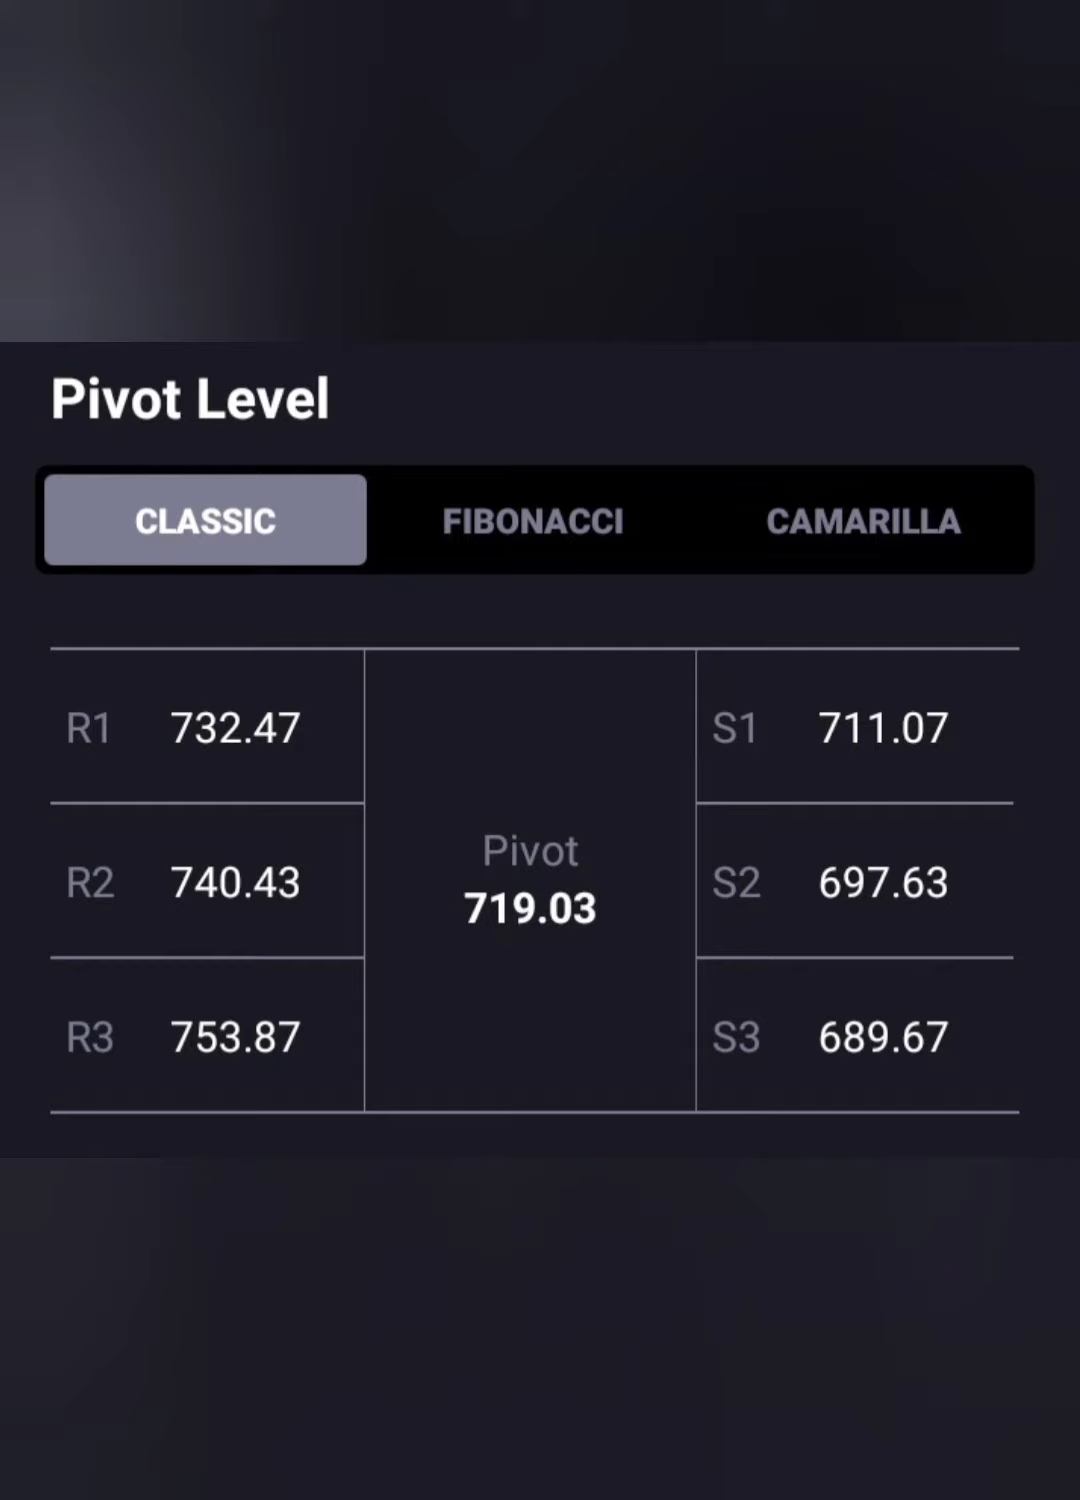 Pivot Level
CLASSIC FIBONACCI CAMARILLA
R1 732.47 S1 711.07
Pivot
R2 740.43 S2 697.63
719.03
R3 753.87 S3 689.67